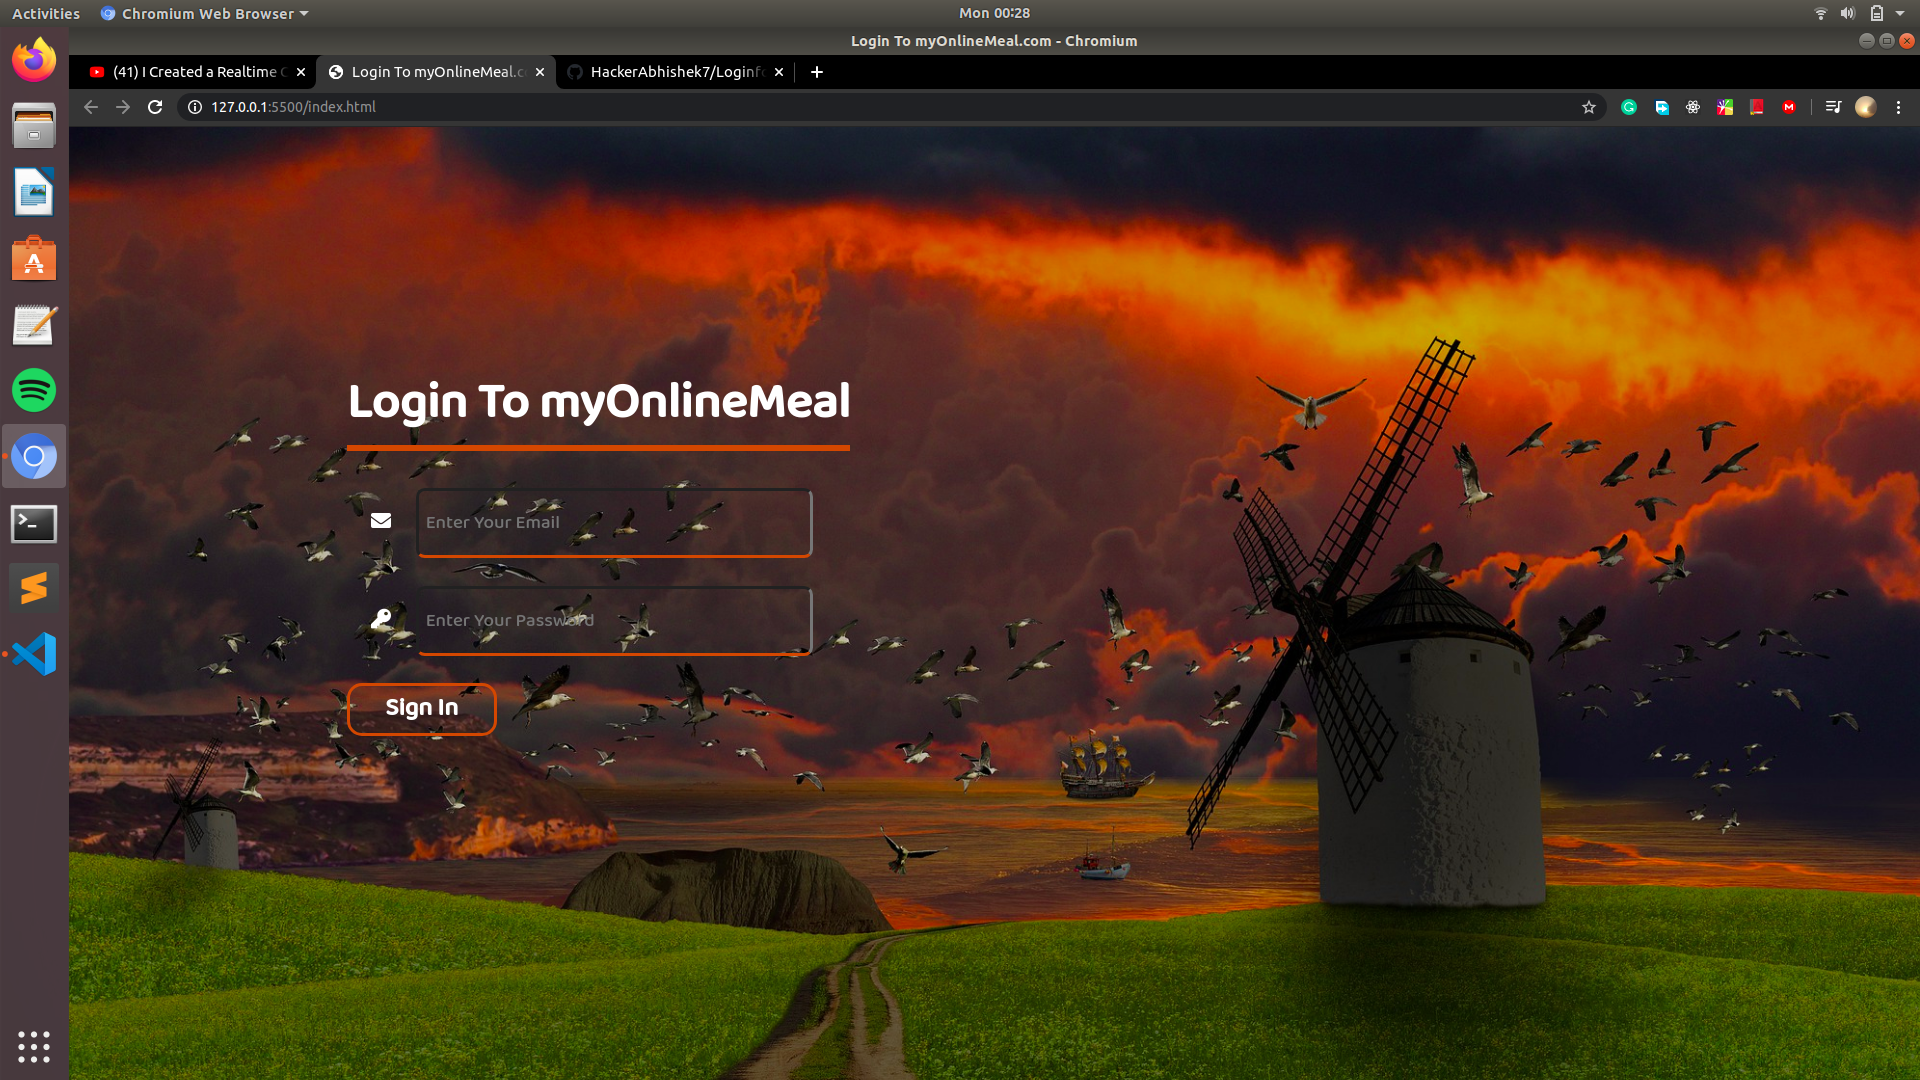 Activities
Chromium Web Browser
Mon 00:28
Login To myOnlineMeal.com - Chromium
(41) I Created a Realtime
Login To myOnlineMeal.c
HackerAbhishek7/Loginf
127.0.0.1:5500/index.html
Login To myOnlineMeal
Enter Your Email
Enter Your Password
Sign In